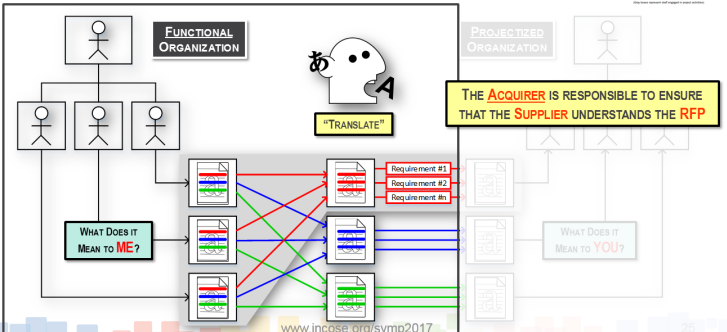 FUNCTIONAL
ORGANIZATION
PROJECTIZED
ORGANIZATION
あ
A
"TRANSLATE"
THE ACQUIRER IS RESPONSIBLE TO ENSURE
THAT THE SUPPLIER UNDERSTANDS THE RFP
Requirement #1
Requirement #2
Requirement #n
WHAT DOES IT
MEAN TO ME?
WHAT DOES IT
MEAN TO YOU?
www.incose.org/symp2017
25